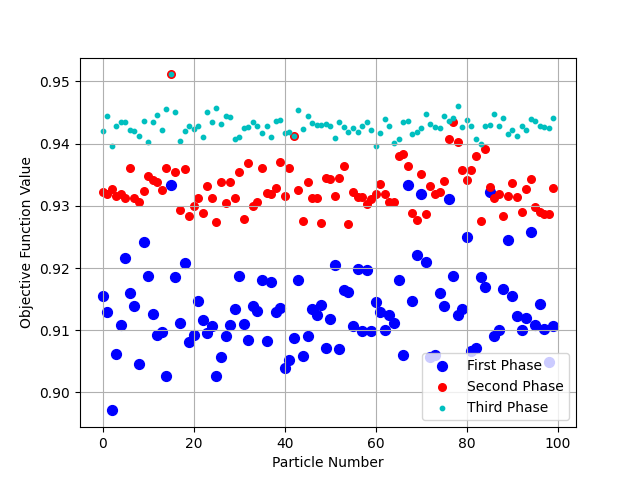 0.95
0.94
0.93
0.92
0.91
0.90
Objective Function Value
0
20
40
60
80
100
Particle Number
First Phase
Second Phase
Third Phase